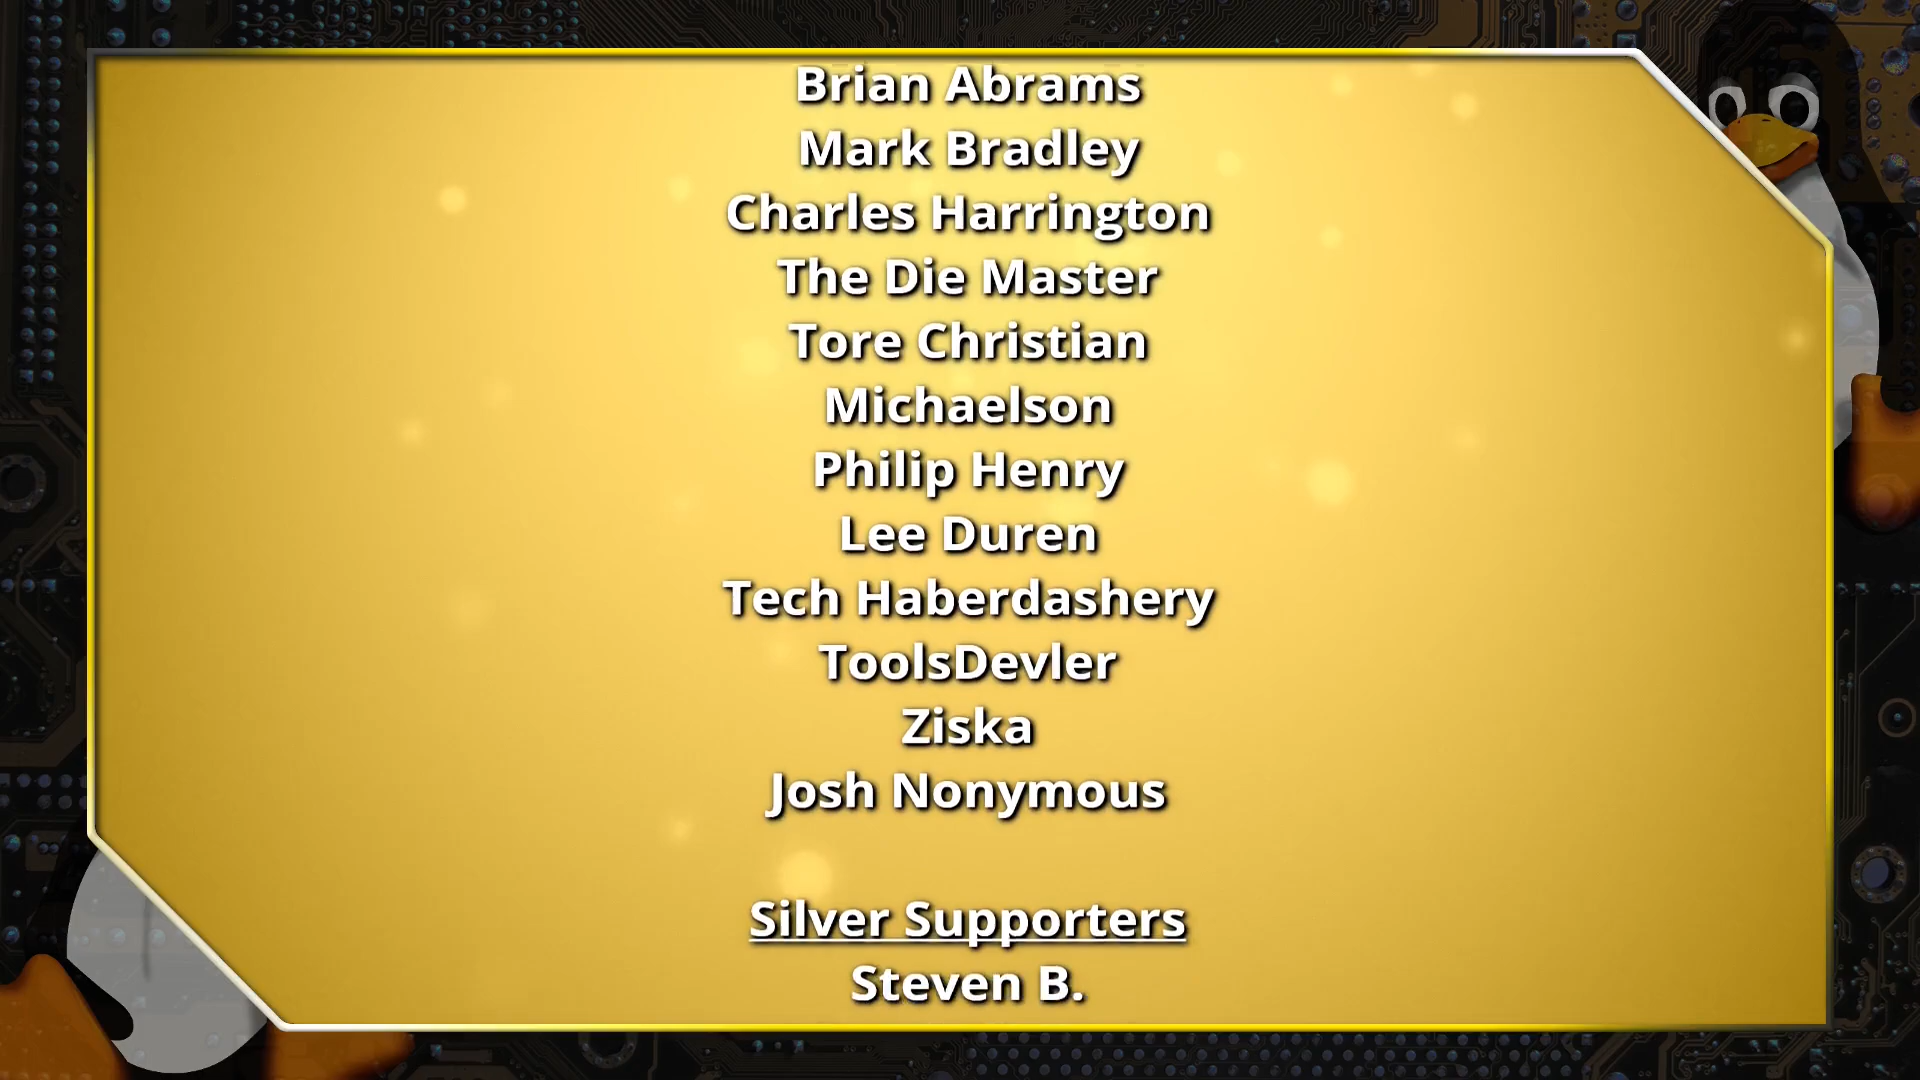 Brian Abrams
Mark Bradley
Charles Harrington
The Die Master
Tore Christian
Michaelson
Philip Henry
Lee Duren
Tech Haberdashery
ToolsDevler
Ziska
Josh Nonymous
Silver Supporters
Steven B.